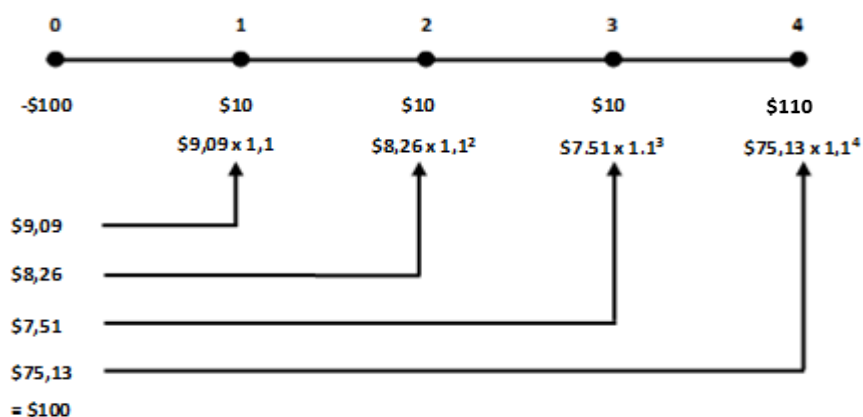 0 1 2 3 4
-$100 $10 $10 $10 $110
$9,09 x 1,1 $8,26 x 1,1² $7.51 x 1.1³ $75,13 x 1,1⁴
$9,09
$8,26
$7,51
$75,13
= $100